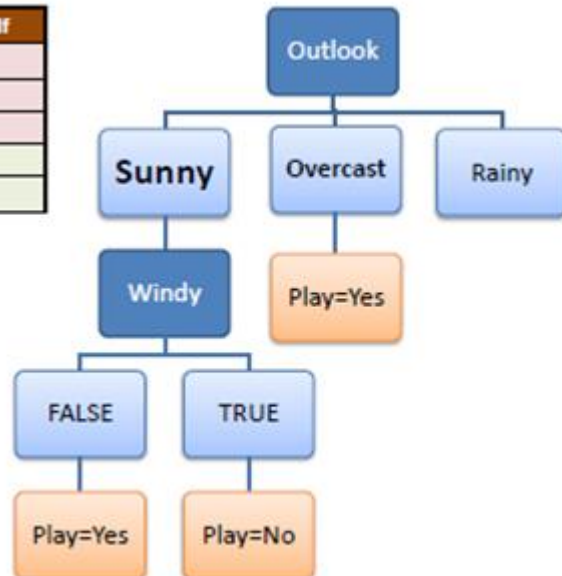 Outlook
Sunny
Overcast
Rainy
Windy
Play=Yes
FALSE
TRUE
Play=Yes
Play=No